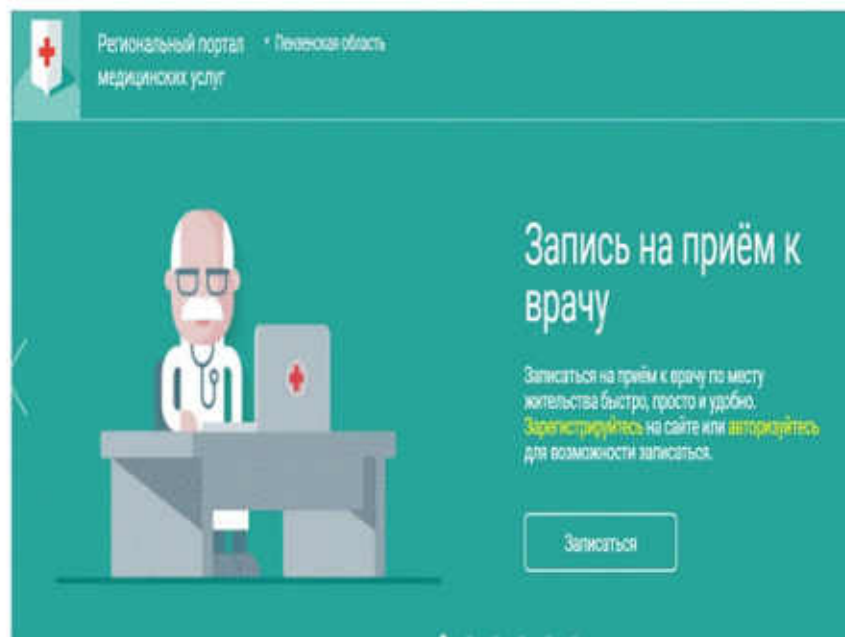 Региональный портал • Пензенская область
медицинских услуг
Запись на приём к
врачу
Записаться на приём к врачу по месту
жительства быстро, просто и удобно.
Зарегистрируйтесь на сайте или авторизуйтесь
для возможности записаться.
Записаться